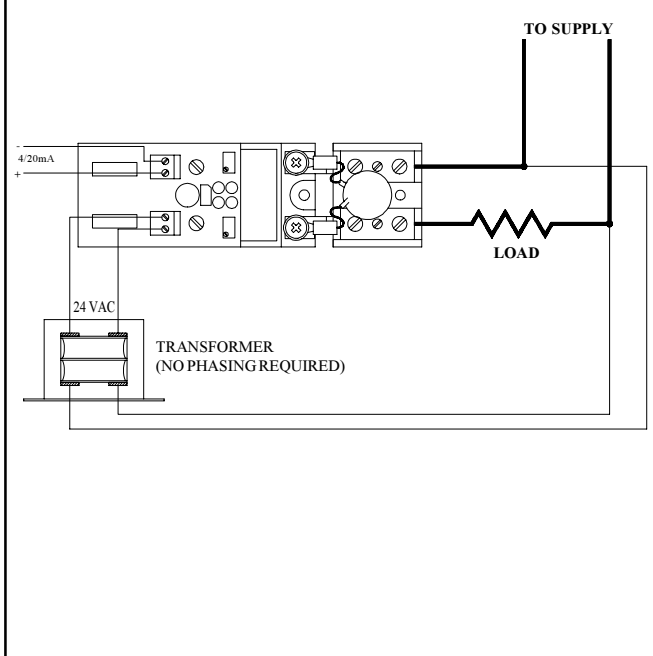 TO SUPPLY
-
4/20mA
+
LOAD
24 VAC
TRANSFORMER
(NO PHASING REQUIRED)